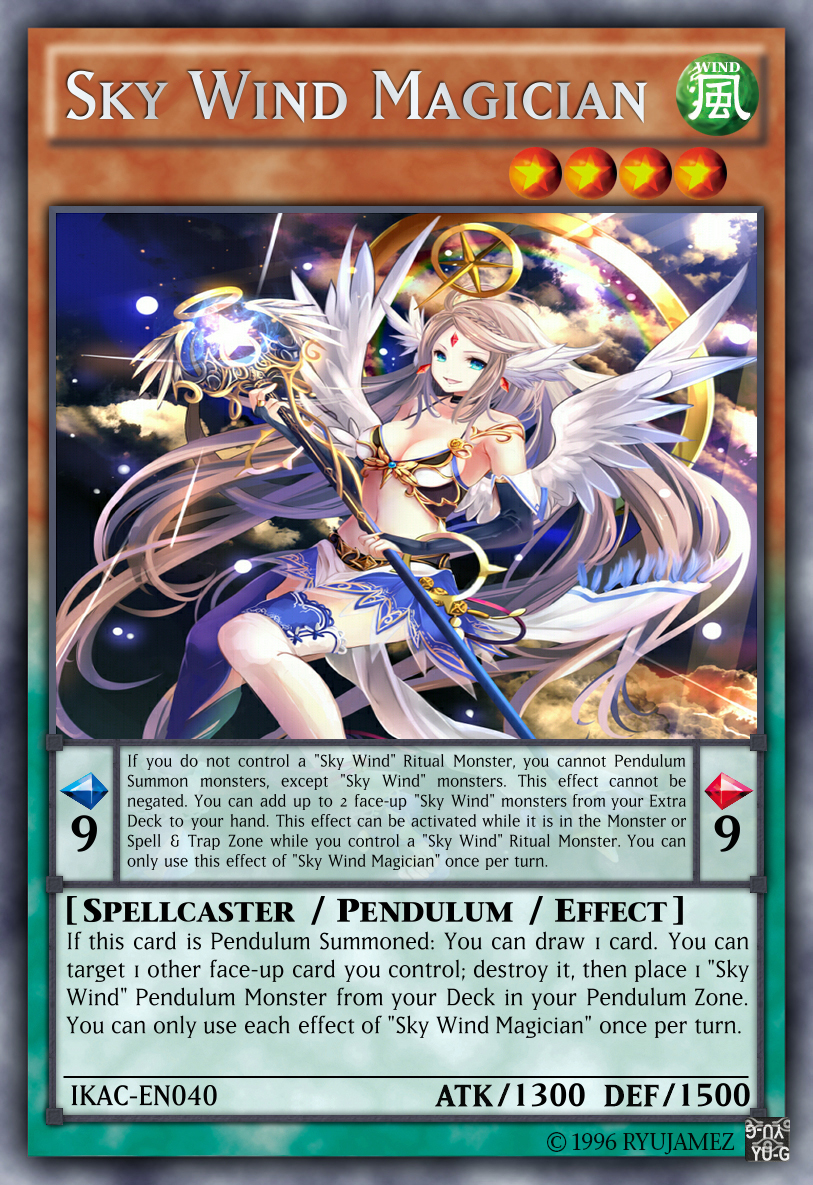 Sky Wind Magician
WIND
風
If you do not control a "Sky Wind" Ritual Monster, you cannot Pendulum
Summon monsters, except "Sky Wind" monsters. This effect cannot be
negated. You can add up to 2 face-up "Sky Wind" monsters from your Extra
Deck to your hand. This effect can be activated while it is in the Monster or
Spell & Trap Zone while you control a "Sky Wind" Ritual Monster. You can
only use this effect of "Sky Wind Magician" once per turn.
9
9
[ Spellcaster / Pendulum / Effect ]
If this card is Pendulum Summoned: You can draw 1 card. You can
target 1 other face-up card you control; destroy it, then place 1 "Sky
Wind" Pendulum Monster from your Deck in your Pendulum Zone.
You can only use each effect of "Sky Wind Magician" once per turn.
IKAC-EN040
ATK/1300 DEF/1500
© 1996 RYUJAMEZ
YU-G
YU-G